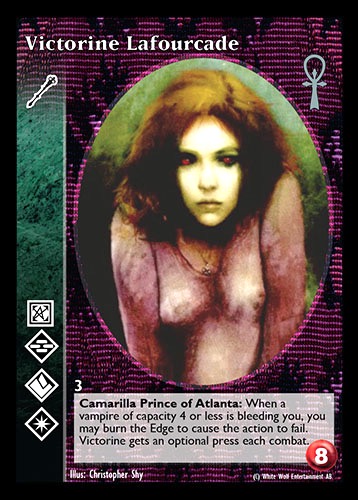 Victorine Lafourcade
3
Camarilla Prince of Atlanta: When a
vampire of capacity 4 or less is bleeding you, you
may burn the Edge to cause the action to fail.
Victorine gets an optional press each combat.
8
Illus: Christopher Shy
(C) White Wolf Entertainment AB.